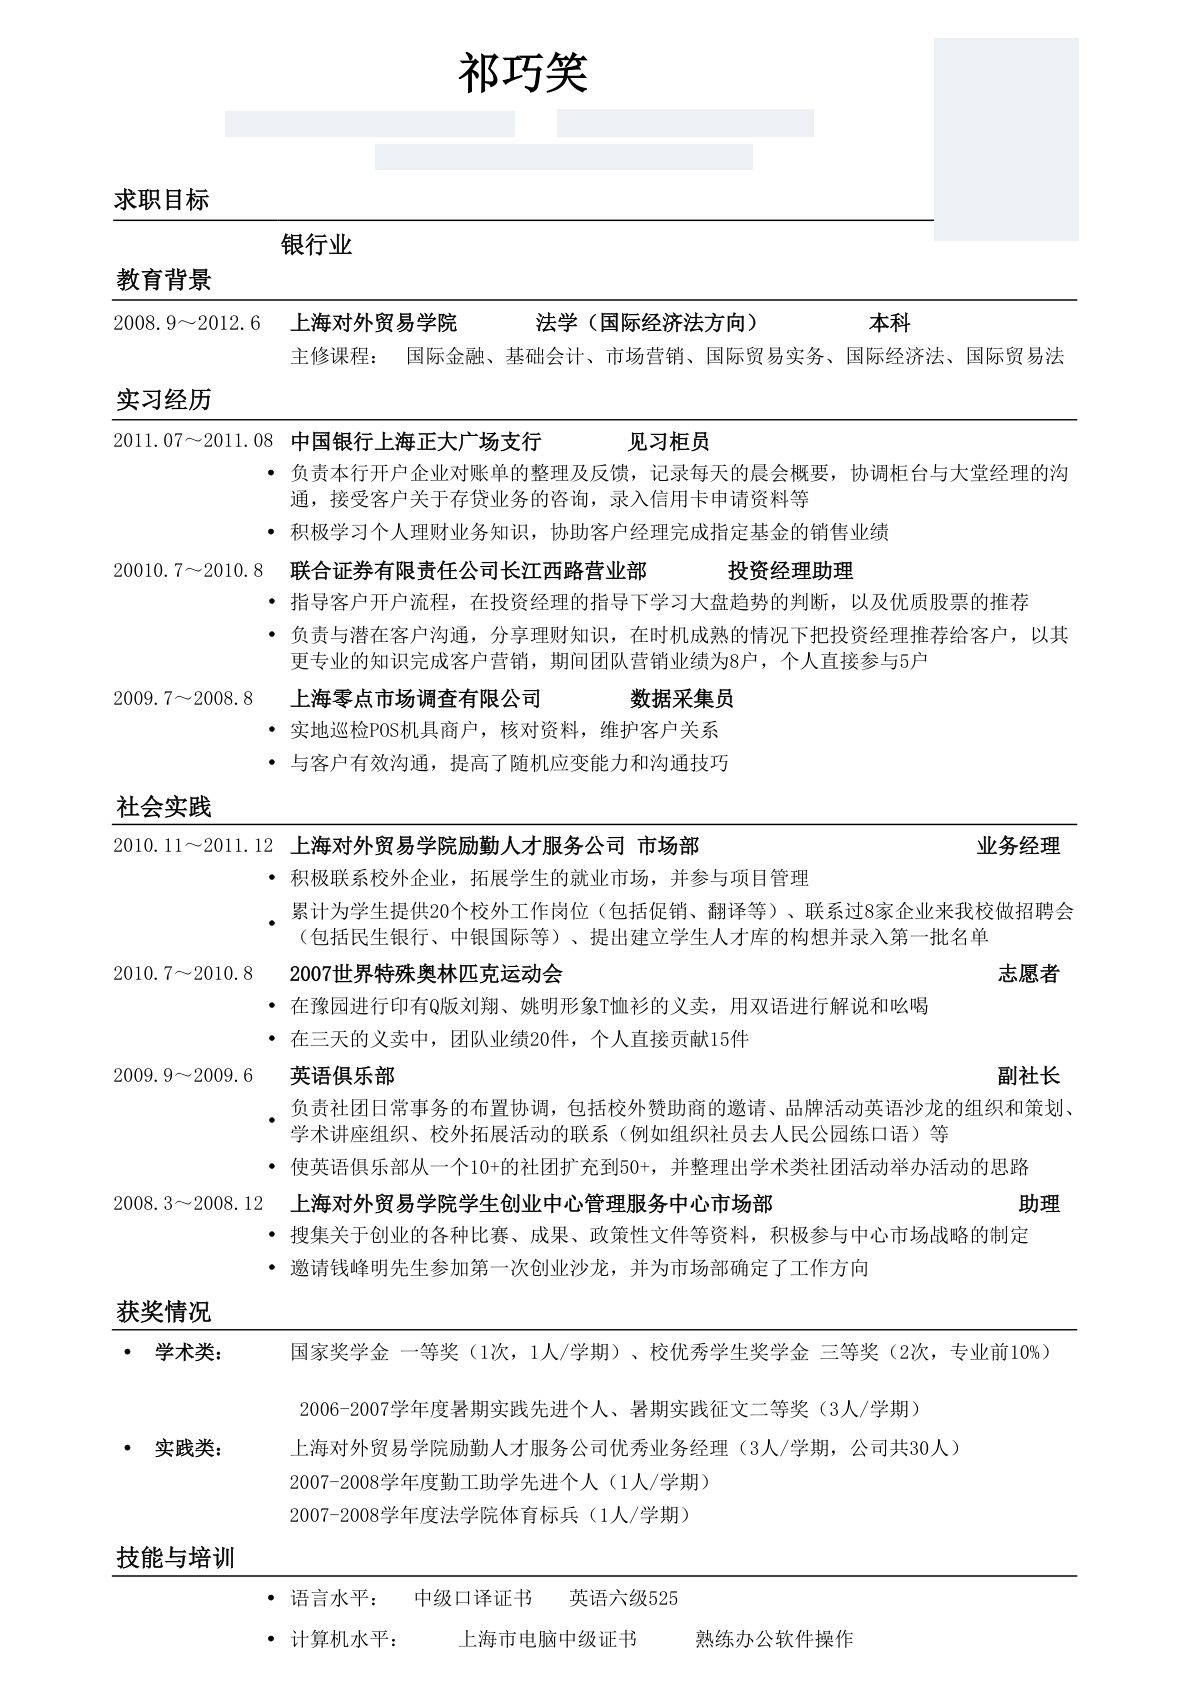 祁巧笑
求职目标
银行业
教育背景
2008.9～2012.6 上海对外贸易学院 法学（国际经济法方向） 本科
主修课程： 国际金融、基础会计、市场营销、国际贸易实务、国际经济法、国际贸易法
实习经历
2011.07～2011.08 中国银行上海正大广场支行 见习柜员
• 负责本行开户企业对账单的整理及反馈，记录每天的晨会概要，协调柜台与大堂经理的沟
通，接受客户关于存贷业务的咨询，录入信用卡申请资料等
• 积极学习个人理财业务知识，协助客户经理完成指定基金的销售业绩
20010.7～2010.8 联合证券有限责任公司长江西路营业部 投资经理助理
• 指导客户开户流程，在投资经理的指导下学习大盘趋势的判断，以及优质股票的推荐
• 负责与潜在客户沟通，分享理财知识，在时机成熟的情况下把投资经理推荐给客户，以其
更专业的知识完成客户营销，期间团队营销业绩为8户，个人直接参与5户
2009.7～2008.8 上海零点市场调查有限公司 数据采集员
• 实地巡检POS机具商户，核对资料，维护客户关系
• 与客户有效沟通，提高了随机应变能力和沟通技巧
社会实践
2010.11～2011.12 上海对外贸易学院励勤人才服务公司 市场部 业务经理
• 积极联系校外企业，拓展学生的就业市场，并参与项目管理
• 累计为学生提供20个校外工作岗位（包括促销、翻译等）、联系过8家企业来我校做招聘会
（包括民生银行、中银国际等）、提出建立学生人才库的构想并录入第一批名单
2010.7～2010.8 2007世界特殊奥林匹克运动会 志愿者
• 在豫园进行印有Q版刘翔、姚明形象T恤衫的义卖，用双语进行解说和吆喝
• 在三天的义卖中，团队业绩20件，个人直接贡献15件
2009.9～2009.6 英语俱乐部 副社长
• 负责社团日常事务的布置协调，包括校外赞助商的邀请、品牌活动英语沙龙的组织和策划、
学术讲座组织、校外拓展活动的联系（例如组织社员去人民公园练口语）等
• 使英语俱乐部从一个10+的社团扩充到50+，并整理出学术类社团活动举办活动的思路
2008.3～2008.12 上海对外贸易学院学生创业中心管理服务中心市场部 助理
• 搜集关于创业的各种比赛、成果、政策性文件等资料，积极参与中心市场战略的制定
• 邀请钱峰明先生参加第一次创业沙龙，并为市场部确定了工作方向
获奖情况
• 学术类： 国家奖学金 一等奖（1次，1人/学期）、校优秀学生奖学金 三等奖（2次，专业前10%）
2006-2007学年度暑期实践先进个人、暑期实践征文二等奖（3人/学期）
• 实践类： 上海对外贸易学院励勤人才服务公司优秀业务经理（3人/学期，公司共30人）
2007-2008学年度勤工助学先进个人（1人/学期）
2007-2008学年度法学院体育标兵（1人/学期）
技能与培训
• 语言水平： 中级口译证书 英语六级525
• 计算机水平： 上海市电脑中级证书 熟练办公软件操作